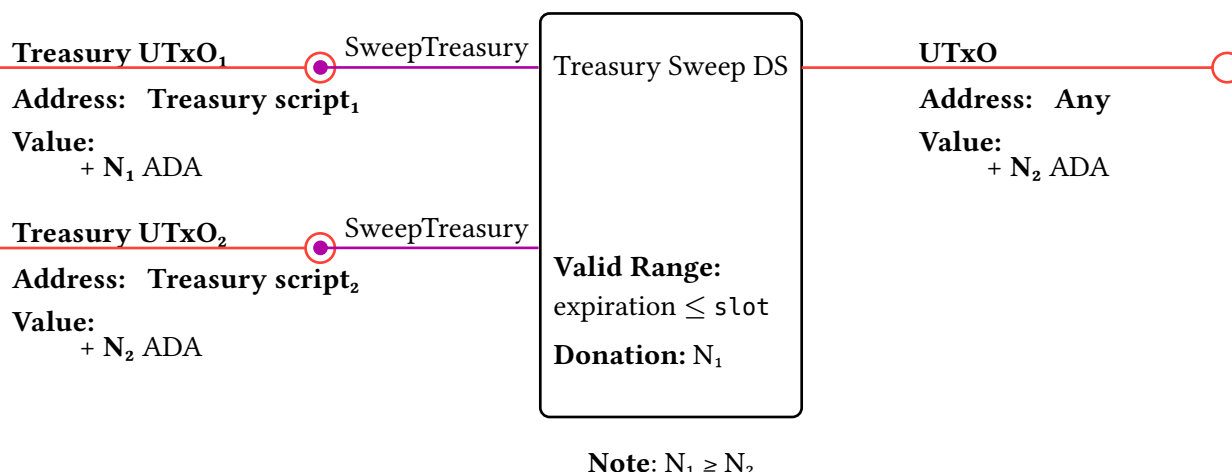 Treasury UTxO₁
SweepTreasury
Address: Treasury script₁
Value:
+ N₁ ADA
Treasury UTxO₂
SweepTreasury
Address: Treasury script₂
Value:
+ N₂ ADA
Treasury Sweep DS
Valid Range:
expiration ≤ slot
Donation: N₁
UTxO
Address: Any
Value:
+ N₂ ADA
Note: N₁ ≥ N₂